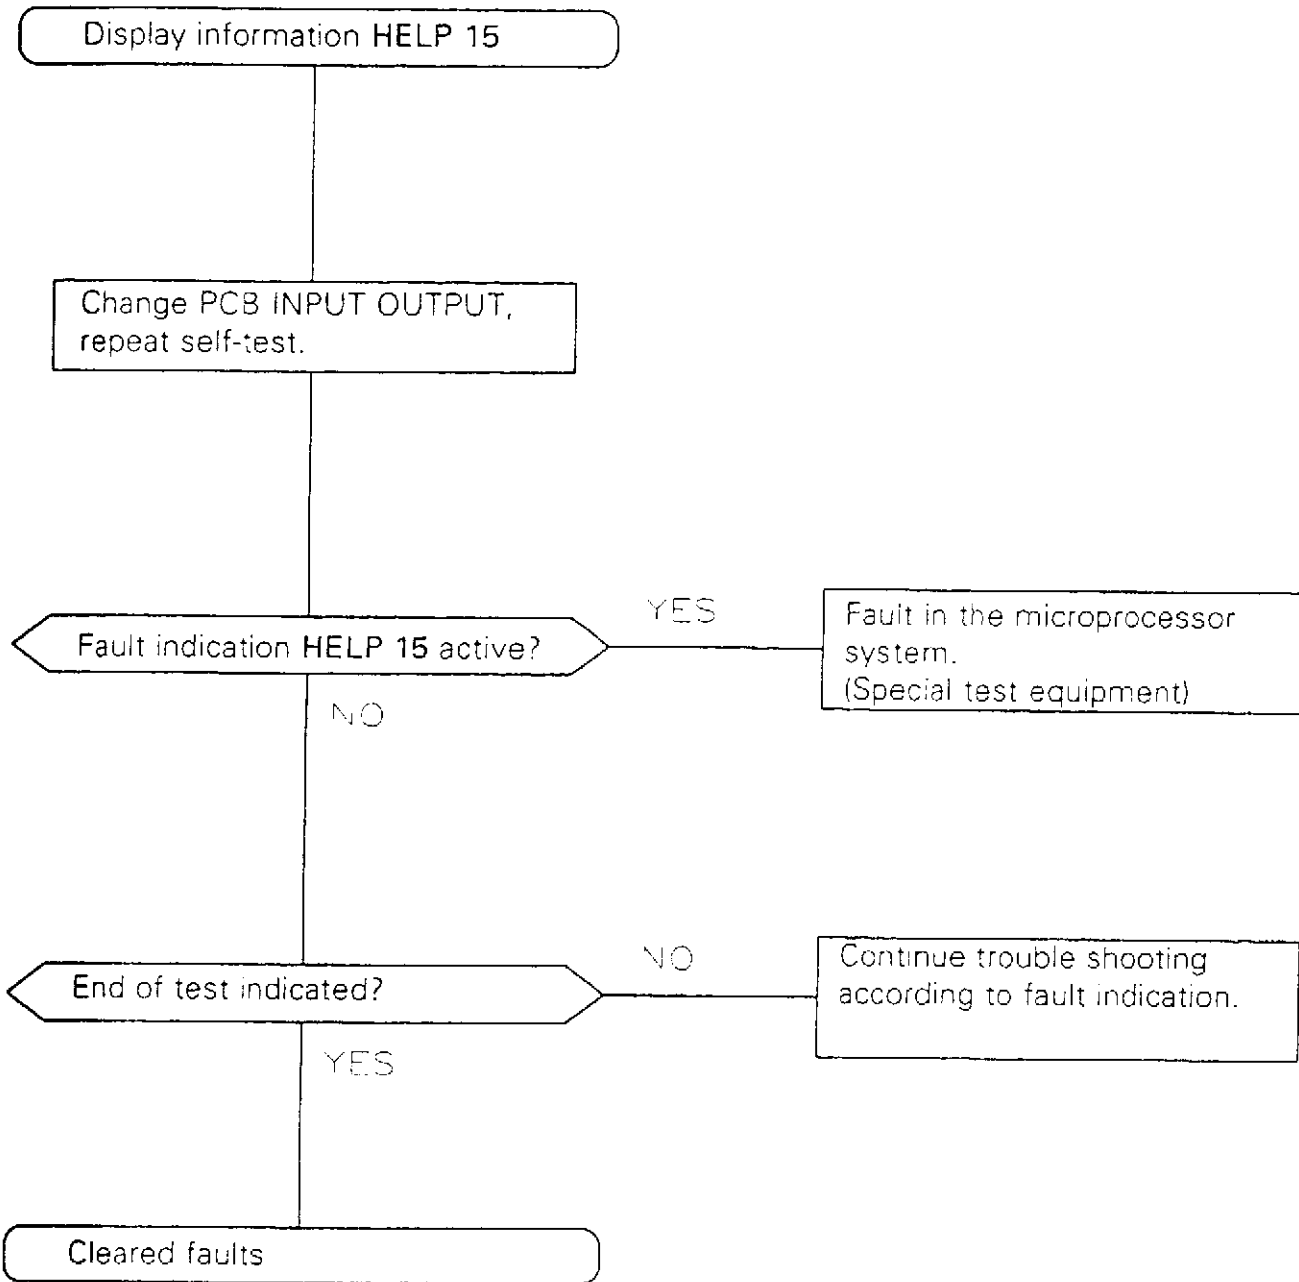 Display information HELP 15
Change PCB INPUT OUTPUT,
repeat self-test.
Fault indication HELP 15 active?
YES
Fault in the microprocessor
system.
(Special test equipment)
NO
End of test indicated?
NO
Continue trouble shooting
according to fault indication.
YES
Cleared faults